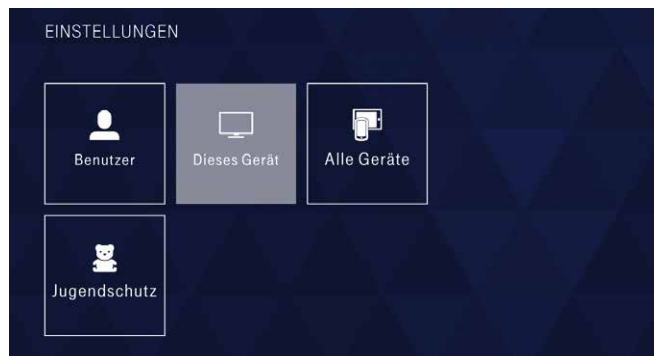 EINSTELLUNGEN
Benutzer
Dieses Gerät
Alle Geräte
Jugendschutz